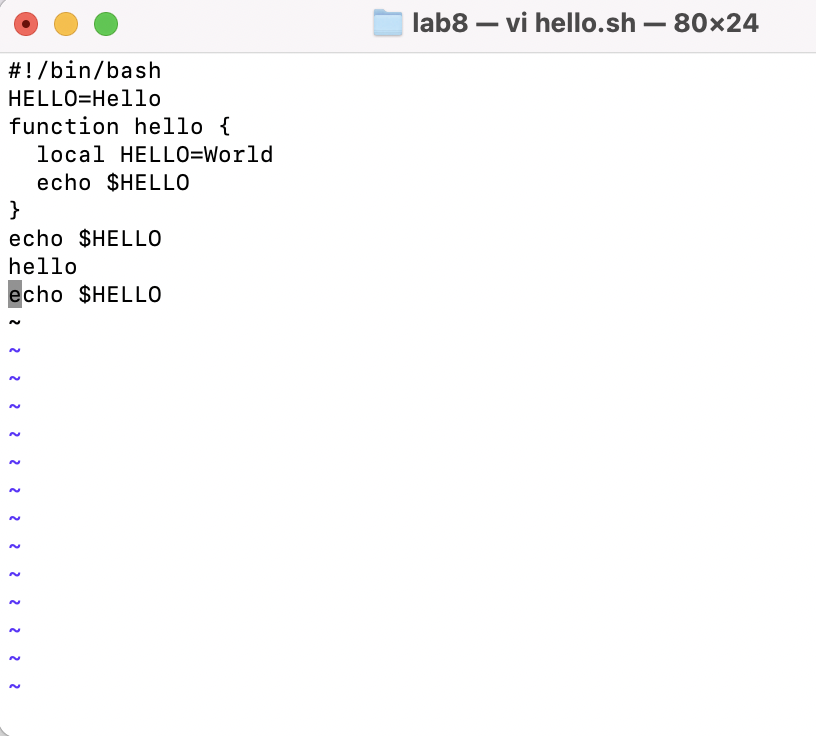 lab8 — vi hello.sh — 80×24
#!/bin/bash
HELLO=Hello
function hello {
  local HELLO=World
  echo $HELLO
}
echo $HELLO
hello
echo $HELLO
~
~
~
~
~
~
~
~
~
~
~
~
~
~